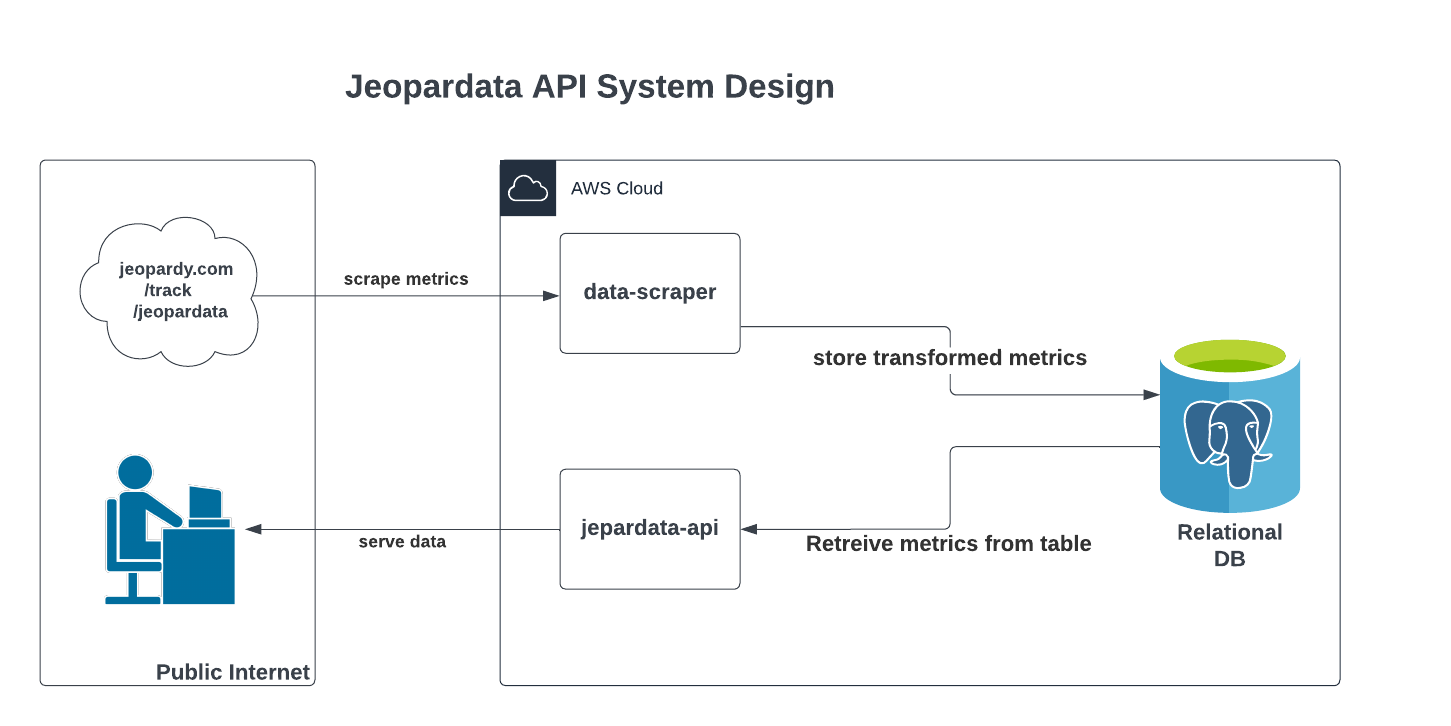 Jeopardata API System Design
AWS Cloud
jeopardy.com
/track
/jeopardata
scrape metrics
data-scraper
store transformed metrics
jepardata-api
serve data
Retreive metrics from table
Relational
DB
Public Internet